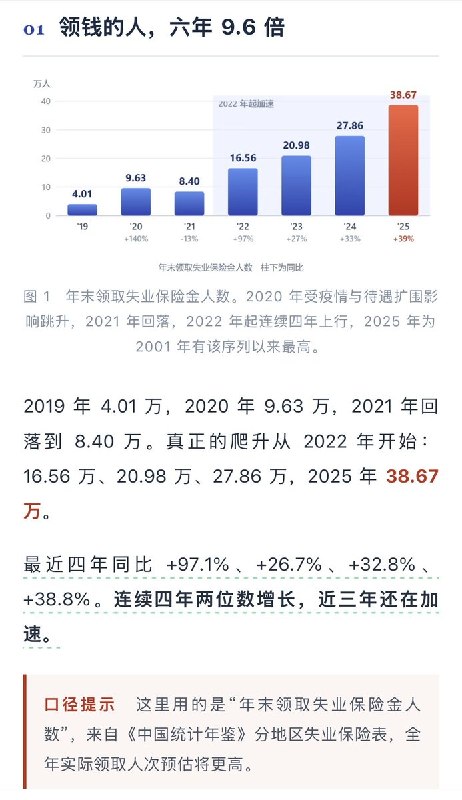 01 领钱的人，六年 9.6 倍
万人
40
30
20
10
0
2022 年起加速
4.01
9.63
8.40
16.56
20.98
27.86
38.67
'19
'20
'21
'22
'23
'24
'25
+140%
-13%
+97%
+27%
+33%
+39%
年末领取失业保险金人数 柱下为同比
图 1 年末领取失业保险金人数。2020 年受疫情与待遇扩围影
响跳升，2021 年回落，2022 年起连续四年上行，2025 年为
2001 年有该序列以来最高。
2019 年 4.01 万，2020 年 9.63 万，2021 年回
落到 8.40 万。真正的爬升从 2022 年开始：
16.56 万、20.98 万、27.86 万，2025 年 38.67
万。
最近四年同比 +97.1%、+26.7%、+32.8%、
+38.8%。连续四年两位数增长，近三年还在加
速。
口径提示 这里用的是“年末领取失业保险金人
数”，来自《中国统计年鉴》分地区失业保险表，全
年实际领取人次预估将更高。